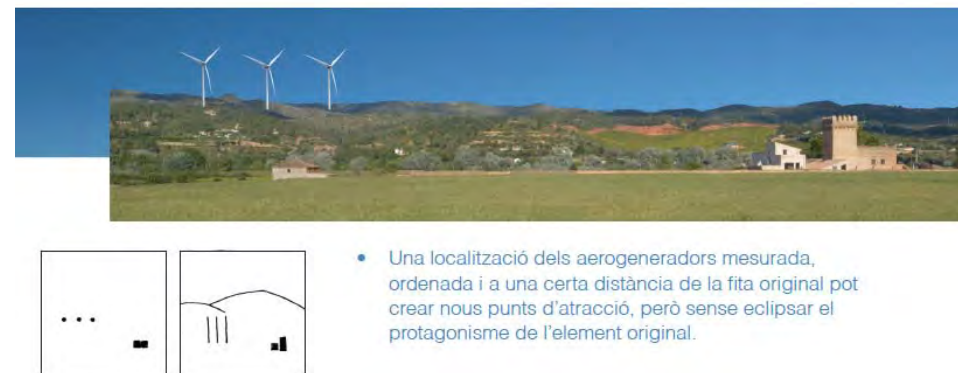 • Una localització dels aerogeneradors mesurada,
ordenada i a una certa distància de la fita original pot
crear nous punts d'atracció, però sense eclipsar el
protagonisme de l'element original.